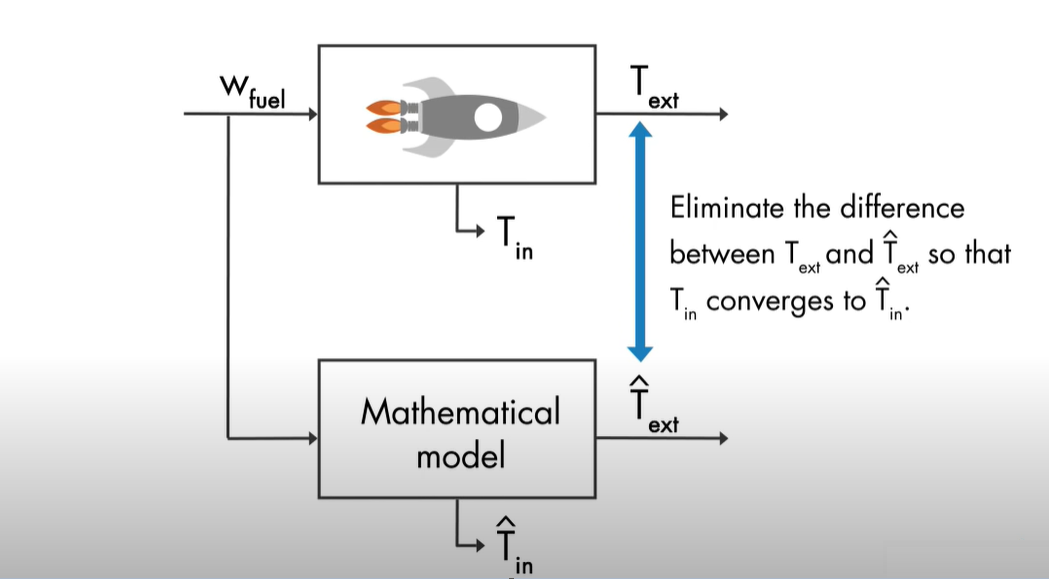 w_fuel
T_ext
T_in
Eliminate the difference
between T_ext and T̂_ext so that
T_in converges to T̂_in.
T̂_ext
Mathematical
model
T̂_in